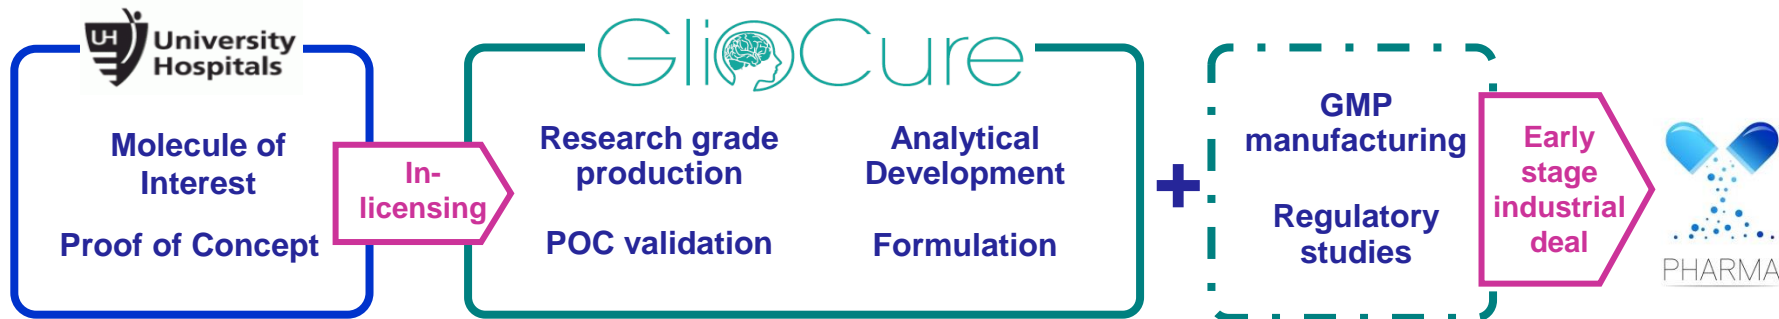 UH University
Hospitals
Molecule of
Interest
Proof of Concept
In-
licensing
GlioCure
Research grade
production
POC validation
Analytical
Development
Formulation
+
GMP
manufacturing
Regulatory
studies
Early
stage
industrial
deal
PHARMA